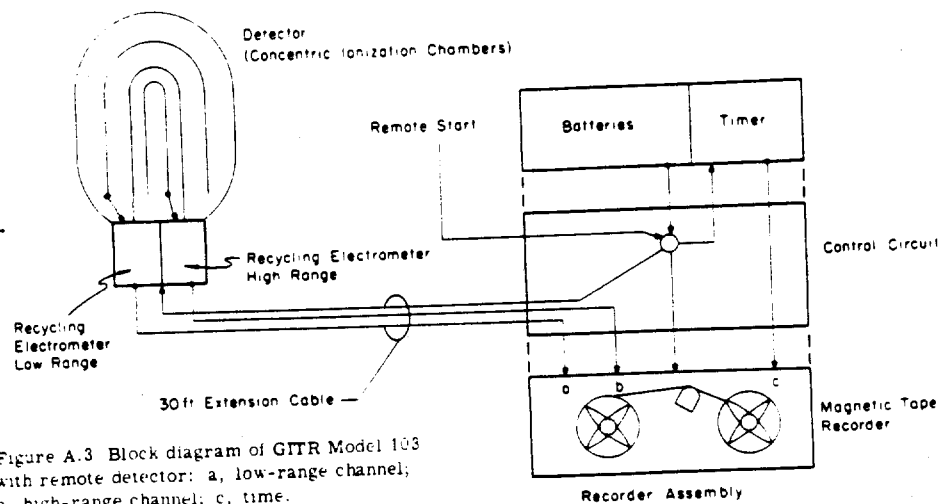 Detector
(Concentric Ionization Chambers)
Remote Start
Batteries
Timer
Recycling Electrometer
High Range
Control Circuit
Recycling
Electrometer
Low Range
30 ft Extension Cable
a
b
c
Magnetic Tape
Recorder
Recorder Assembly
Figure A.3 Block diagram of GITR Model 103
with remote detector: a, low-range channel;
b, high-range channel; c, time.